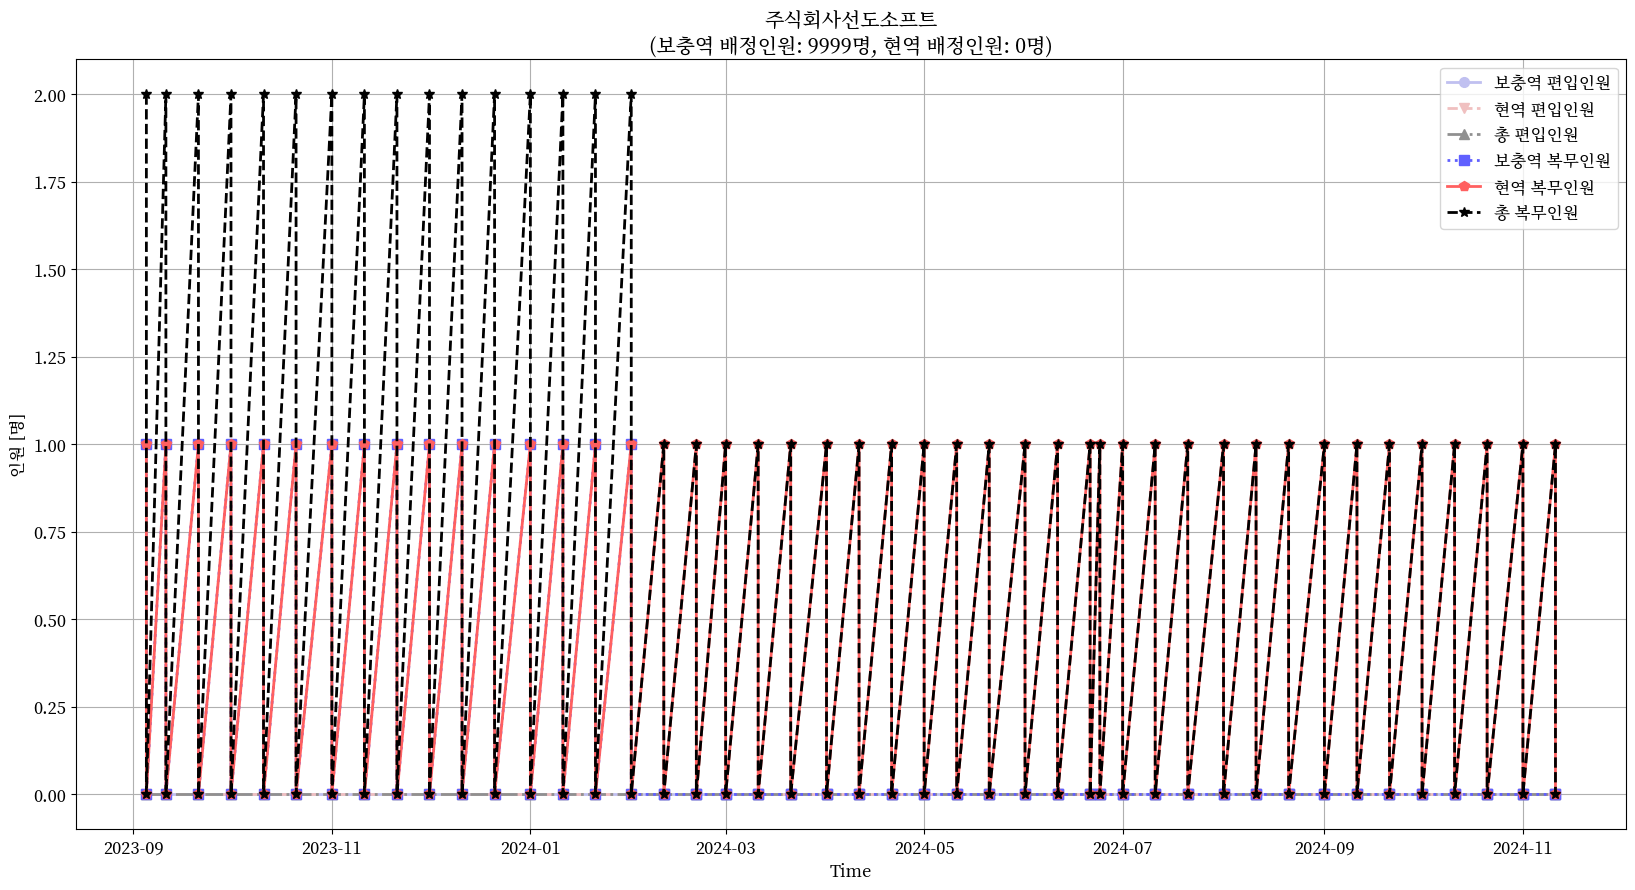 주식회사선도소프트
(보충역 배정인원: 9999명, 현역 배정인원: 0명)
보충역 편입인원
현역 편입인원
총 편입인원
보충역 복무인원
현역 복무인원
총 복무인원
인원 [명]
2.00
1.75
1.50
1.25
1.00
0.75
0.50
0.25
0.00
2023-09
2023-11
2024-01
2024-03
2024-05
2024-07
2024-09
2024-11
Time